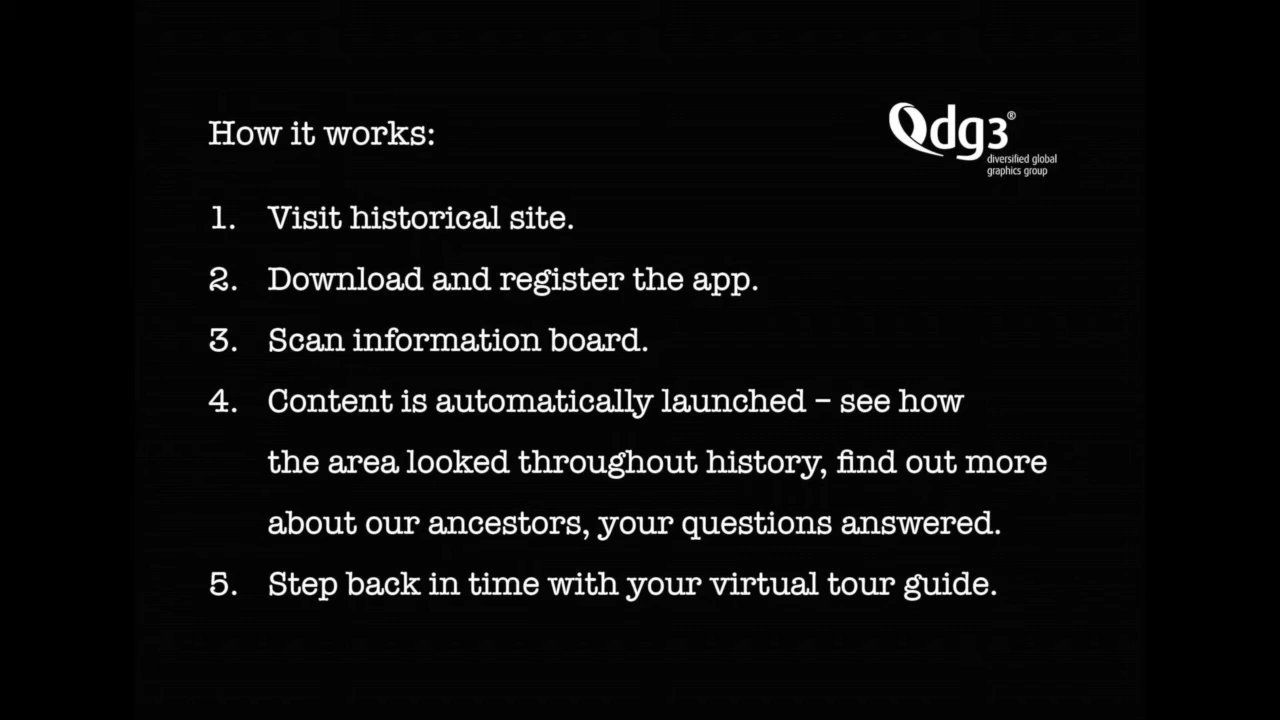 How it works:
dg3®
diversified global
graphics group
1. Visit historical site.
2. Download and register the app.
3. Scan information board.
4. Content is automatically launched – see how
the area looked throughout history, find out more
about our ancestors, your questions answered.
5. Step back in time with your virtual tour guide.